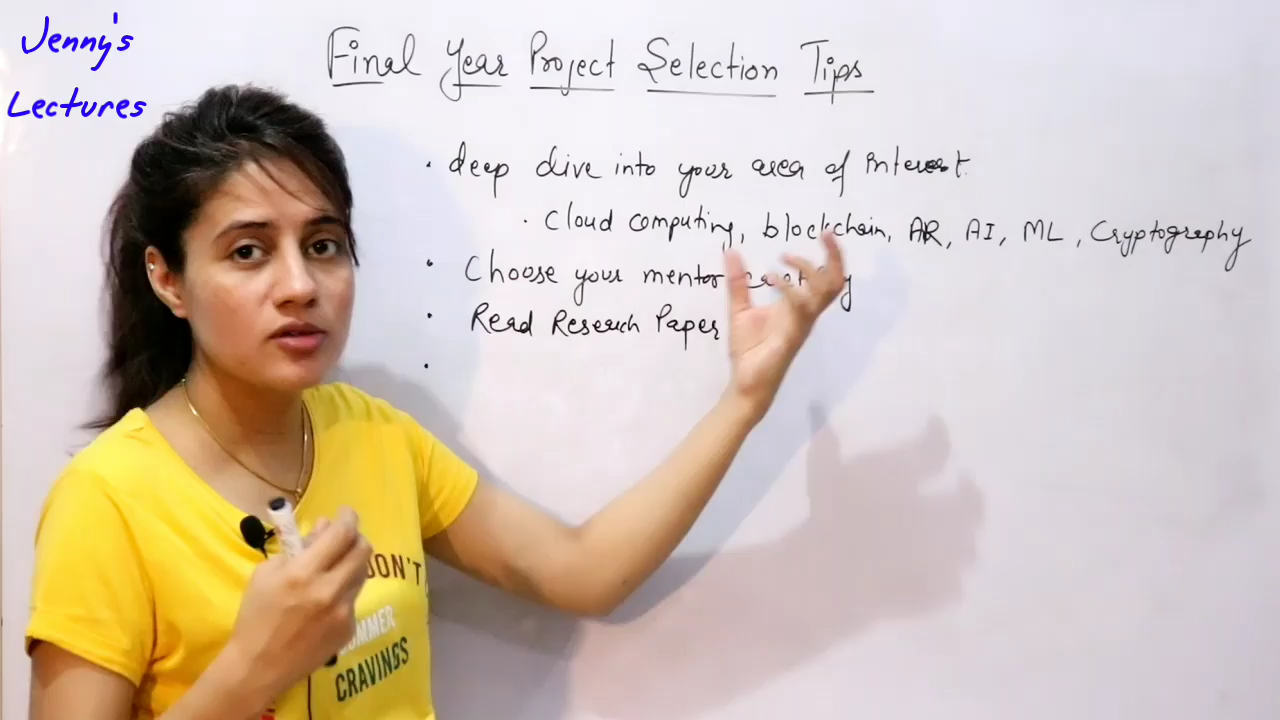 Jenny's
Lectures
Final Year Project Selection Tips
• deep dive into your area of Interest.
• Cloud computing, blockchain, AR, AI, ML, Cryptography
• Choose your mentor
• Read Research Paper
•
DON'T
SUMMER
CRAVINGS